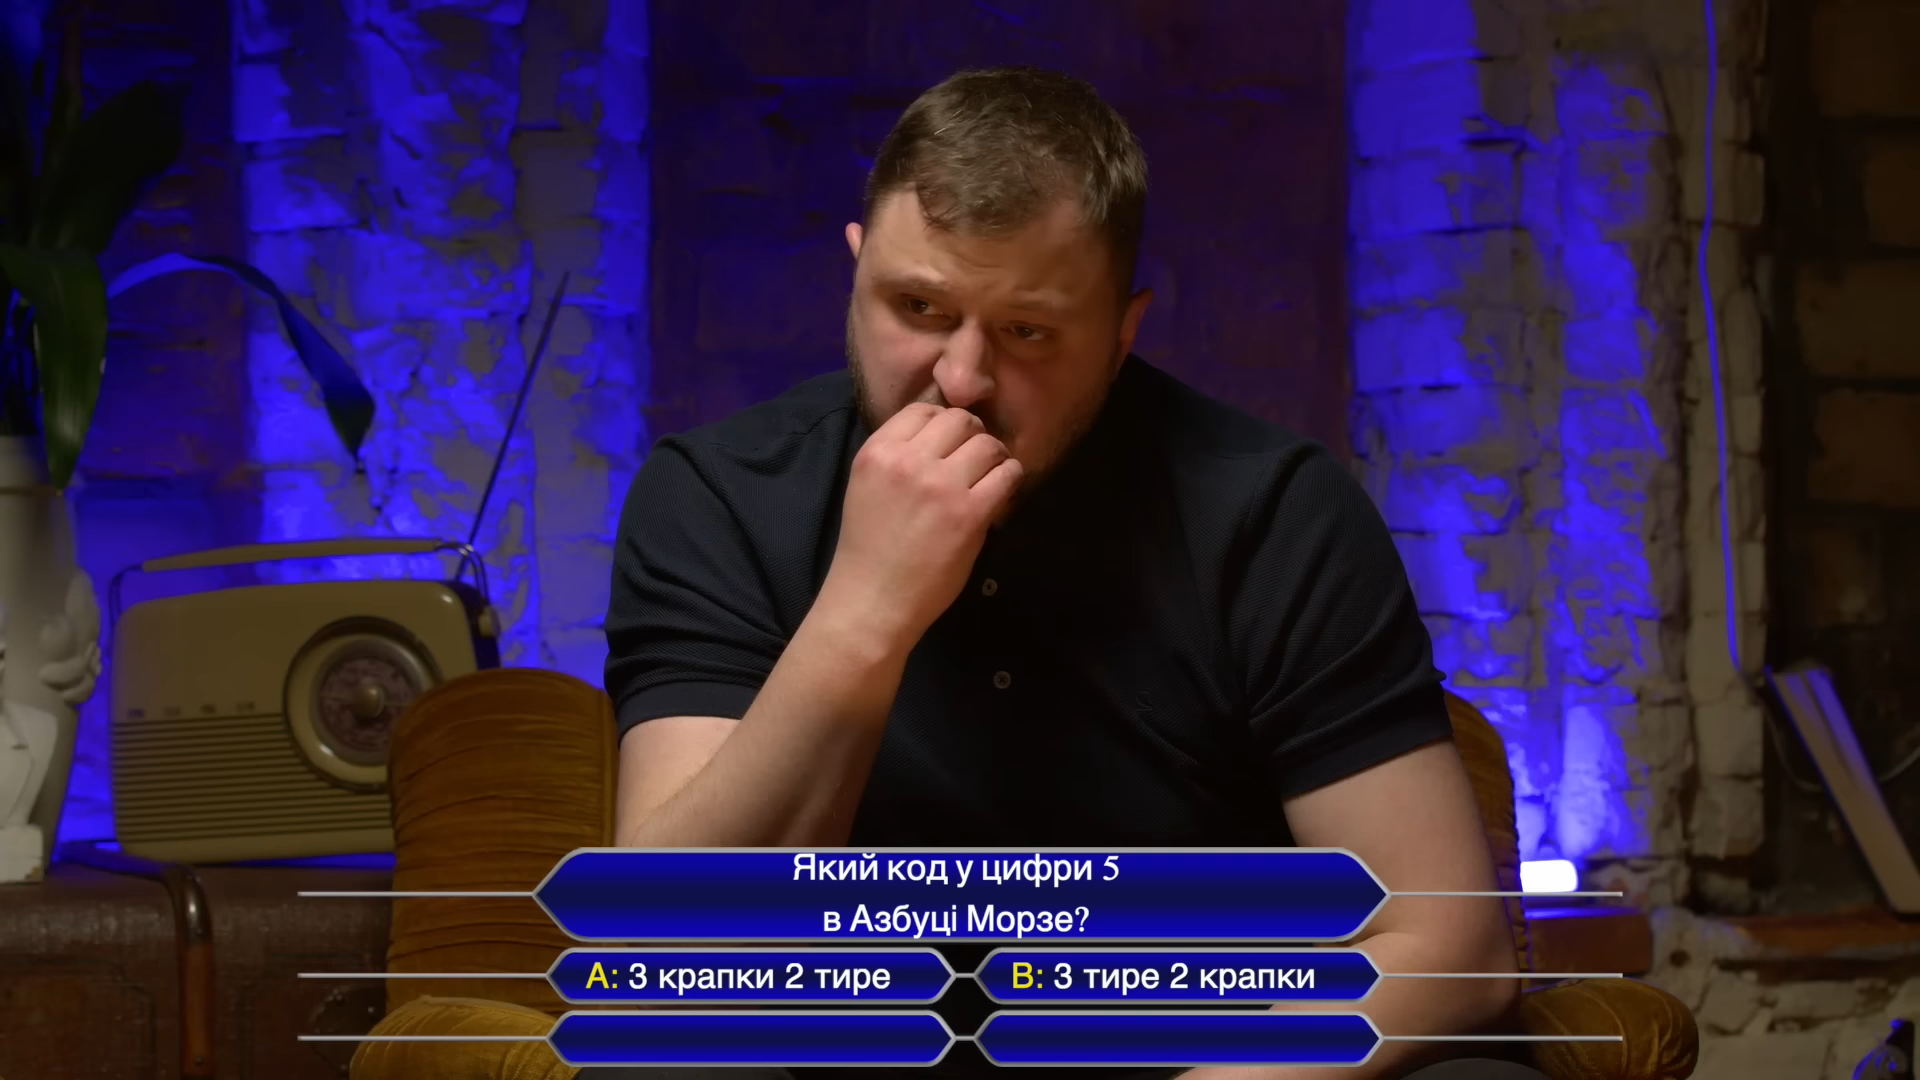 Який код у цифри 5
в Азбуці Морзе?
A: 3 крапки 2 тире
B: 3 тире 2 крапки